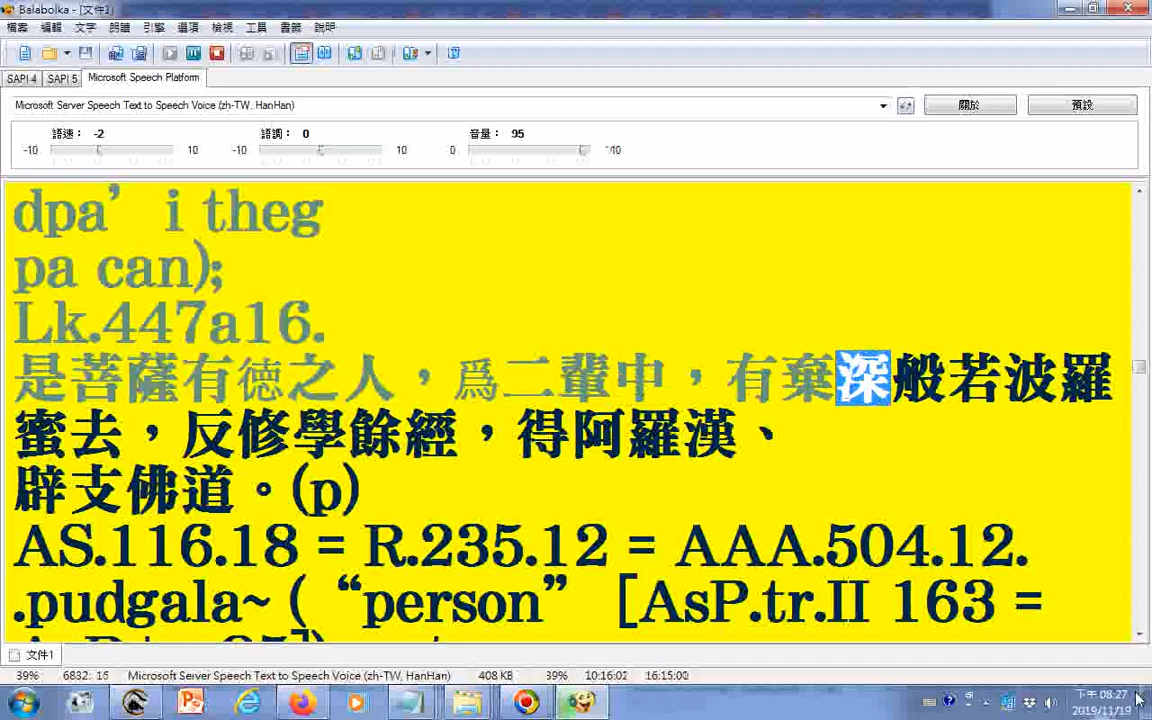 Balabolka - [文件1]
檔案 編輯 文字 朗讀 引擎 選項 檢視 工具 書籤 說明
SAPI 4 SAPI 5 Microsoft Speech Platform
Microsoft Server Speech Text to Speech Voice (zh-TW, HanHan) 關於 預設
語速： -2 語調： 0 音量： 95
-10 10 -10 10 0 100
dpa’i theg
pa can);
Lk.447a16.
是菩薩有德之人，爲二輩中，有棄深般若波羅
蜜去，反修學餘經，得阿羅漢、
辟支佛道。(p)
AS.116.18 = R.235.12 = AAA.504.12.
.pudgala~ (“person” [AsP.tr.II 163 =
文件1
39% 6832: 16 Microsoft Server Speech Text to Speech Voice (zh-TW, HanHan) 408 KB 39% 10:16:02 16:15:00
下午 08:27
2019/11/19